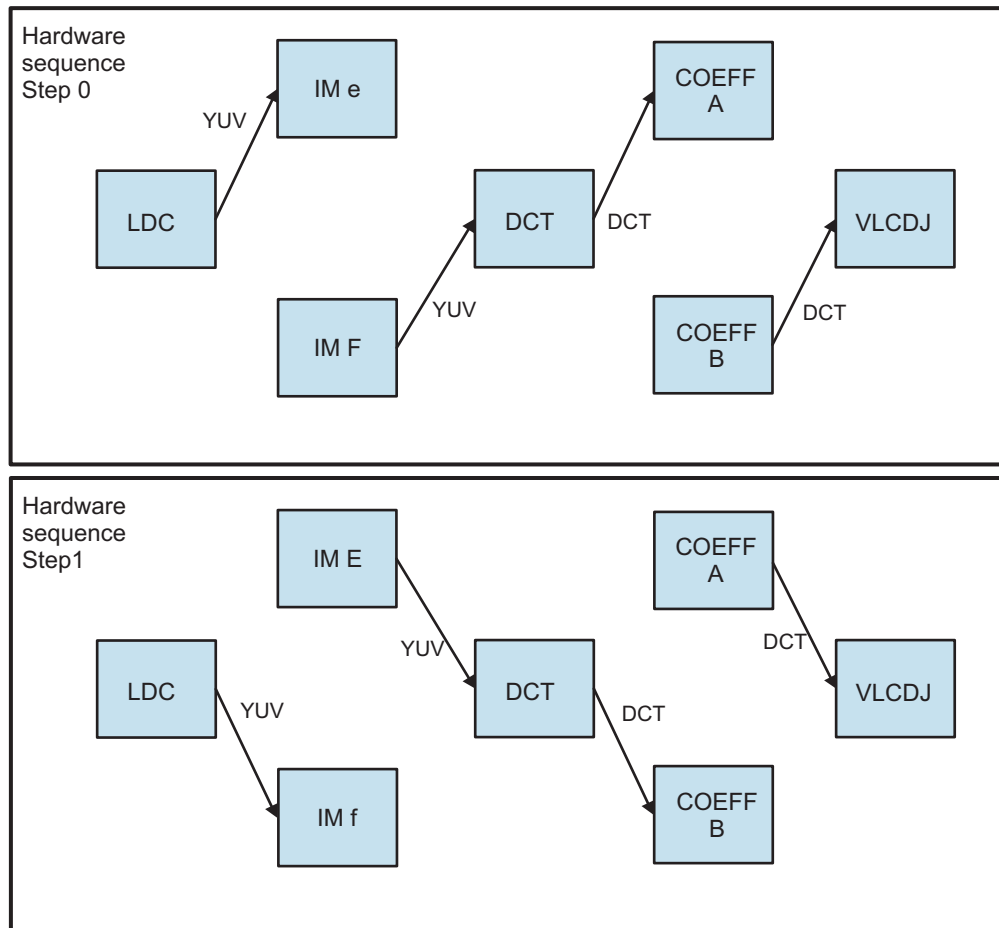 Hardware
sequence
Step 0
IM e
COEFF
A
YUV
LDC
DCT
DCT
VLCDJ
IM F
YUV
COEFF
B
DCT
Hardware
sequence
Step1
IM E
COEFF
A
YUV
DCT
LDC
YUV
DCT
DCT
VLCDJ
IM f
COEFF
B